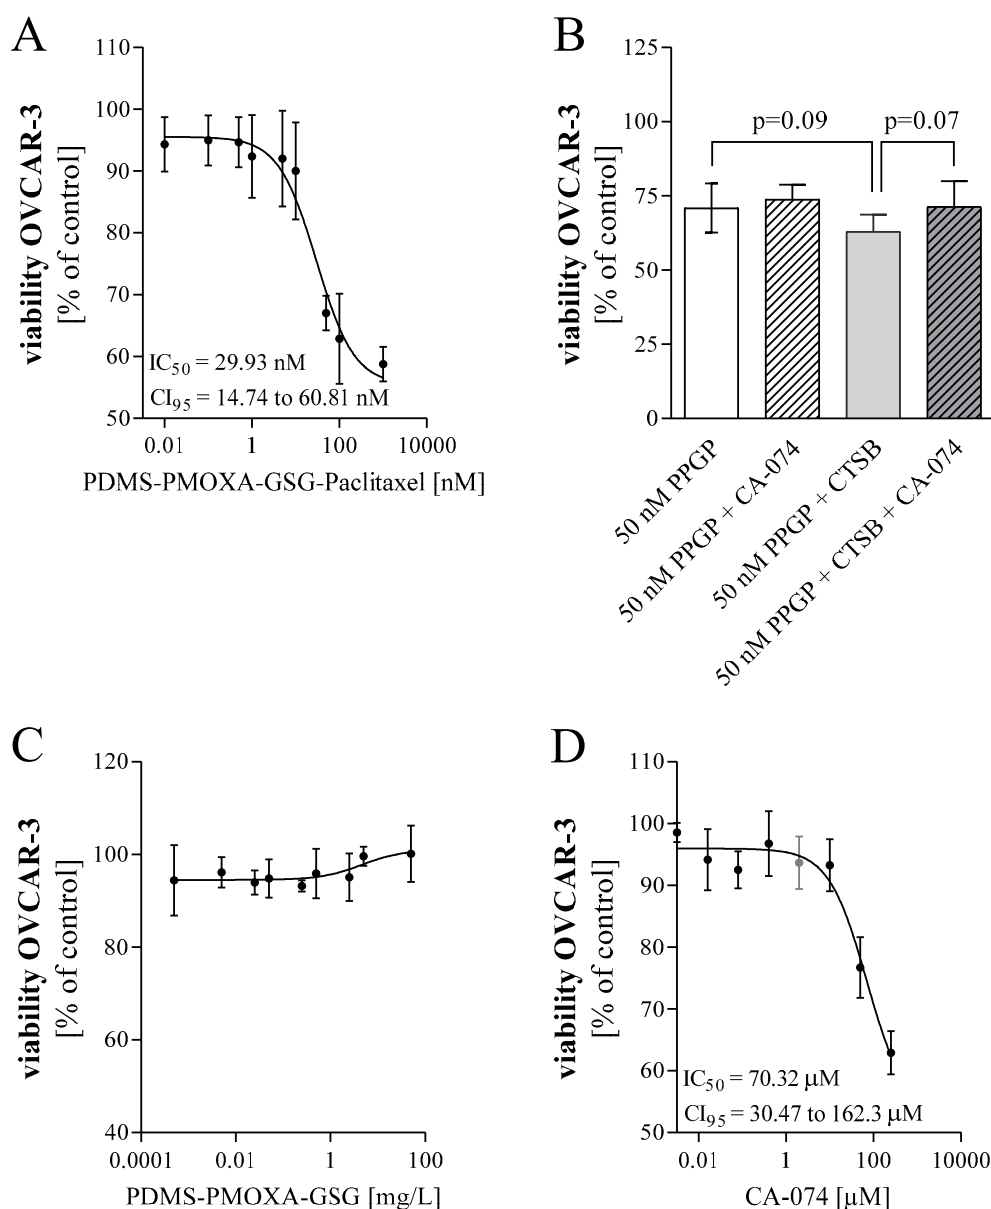 A
110
100
90
80
70
60
50
viability OVCAR-3
[% of control]
IC50 = 29.93 nM
CI95 = 14.74 to 60.81 nM
0.01 1 100 10000
PDMS-PMOXA-GSG-Paclitaxel [nM]
B
125
100
75
50
25
0
viability OVCAR-3
[% of control]
p=0.09 p=0.07
50 nM PPGP
50 nM PPGP + CA-074
50 nM PPGP + CTSB
50 nM PPGP + CTSB + CA-074
C
120
100
80
60
40
viability OVCAR-3
[% of control]
0.0001 0.01 1 100
PDMS-PMOXA-GSG [mg/L]
D
110
100
90
80
70
60
50
viability OVCAR-3
[% of control]
IC50 = 70.32 µM
CI95 = 30.47 to 162.3 µM
0.01 1 100 10000
CA-074 [µM]